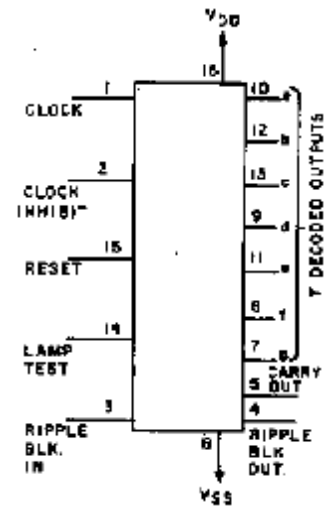 VDD
16
1
CLOCK
2
CLOCK
INHIBIT
15
RESET
14
LAMP
TEST
3
RIPPLE
BLK.
IN
10 a
12 b
13 c
9 d
11 e
6 f
7 g
7 DECODED OUTPUTS
CARRY
5 OUT
4
RIPPLE
BLK
OUT.
8
VSS